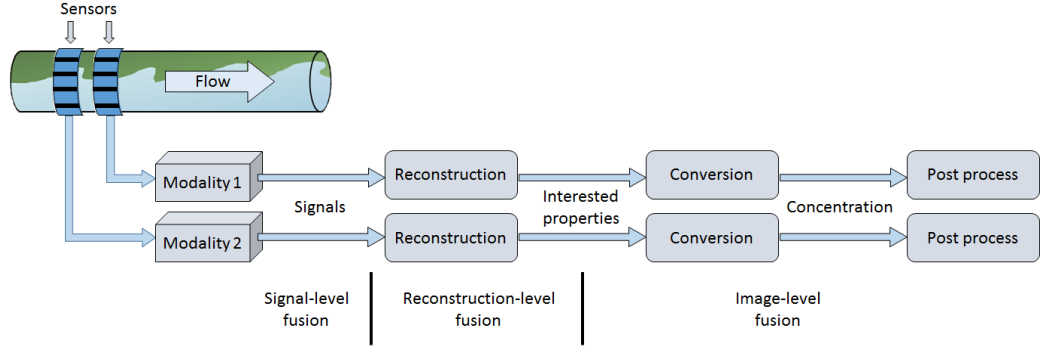 Sensors
Flow
Modality 1
Reconstruction
Conversion
Post process
Signals
Interested
properties
Concentration
Modality 2
Reconstruction
Conversion
Post process
Signal-level
fusion
Reconstruction-level
fusion
Image-level
fusion